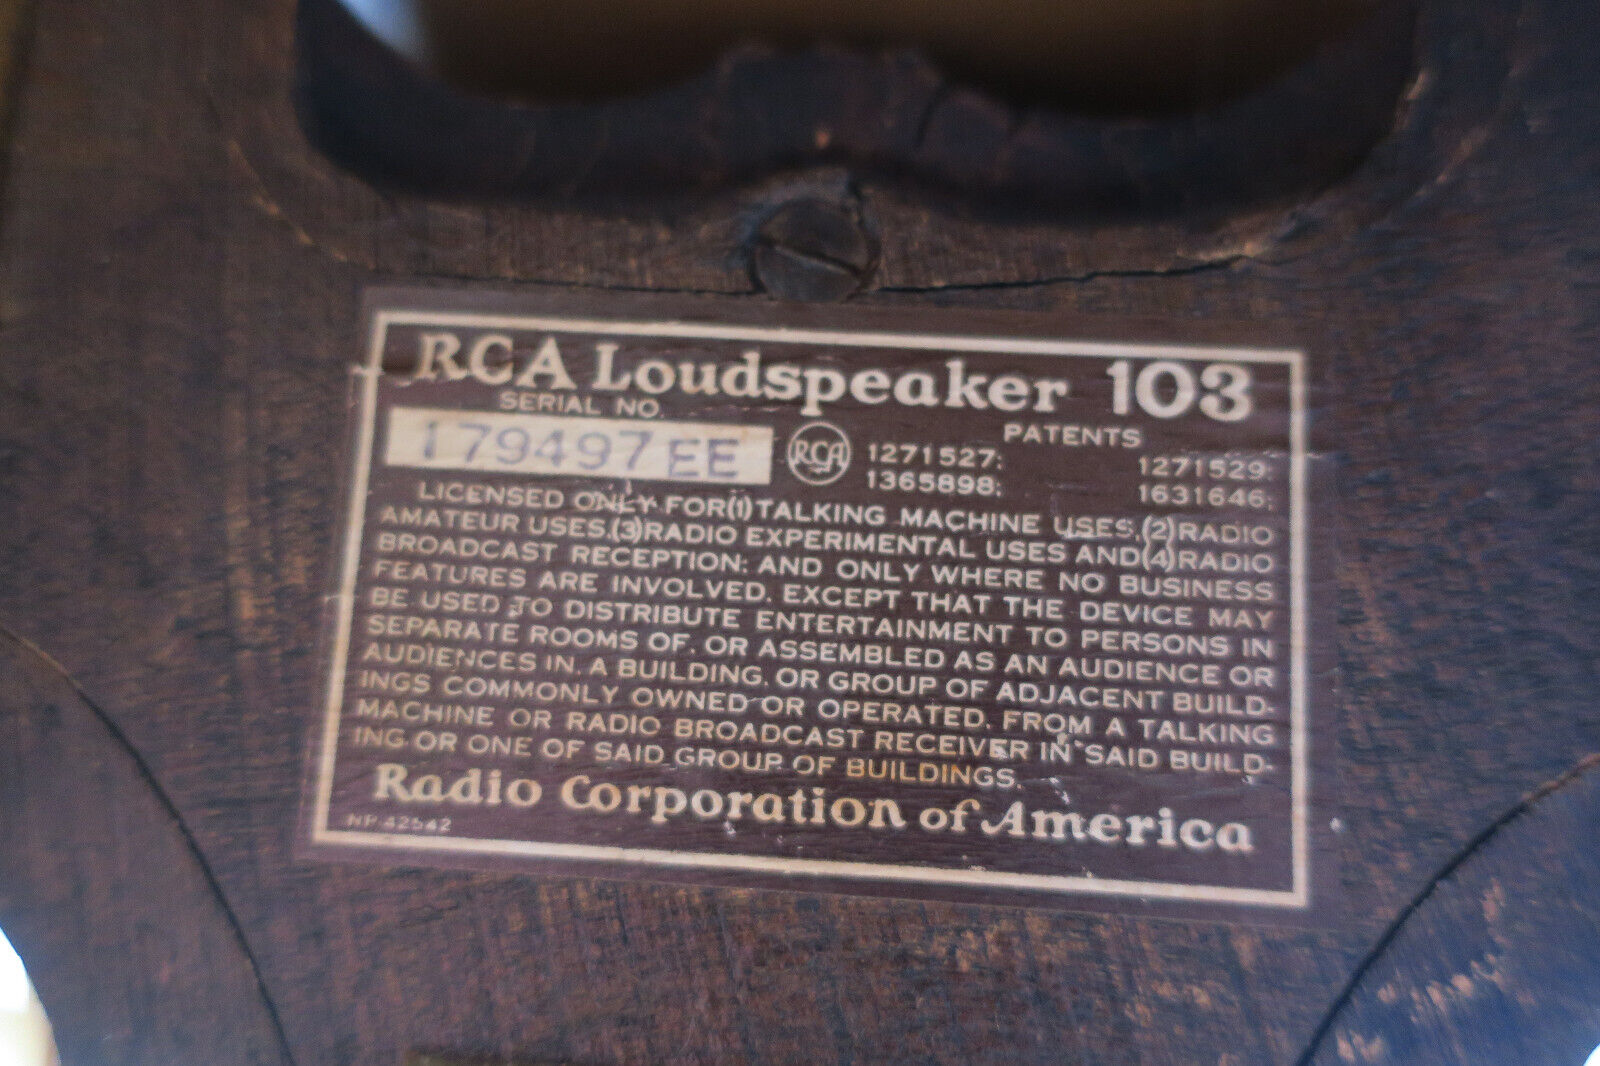 RCA Loudspeaker 103
SERIAL NO.
179497EE
RCA
PATENTS
1271527; 1271529;
1365898; 1631646;
LICENSED ONLY FOR(1)TALKING MACHINE USES,(2)RADIO
AMATEUR USES,(3)RADIO EXPERIMENTAL USES AND(4)RADIO
BROADCAST RECEPTION; AND ONLY WHERE NO BUSINESS
FEATURES ARE INVOLVED, EXCEPT THAT THE DEVICE MAY
BE USED TO DISTRIBUTE ENTERTAINMENT TO PERSONS IN
SEPARATE ROOMS OF, OR ASSEMBLED AS AN AUDIENCE OR
AUDIENCES IN, A BUILDING, OR GROUP OF ADJACENT BUILD-
INGS COMMONLY OWNED OR OPERATED, FROM A TALKING
MACHINE OR RADIO BROADCAST RECEIVER IN SAID BUILD-
ING OR ONE OF SAID GROUP OF BUILDINGS.
Radio Corporation of America
NP 42542